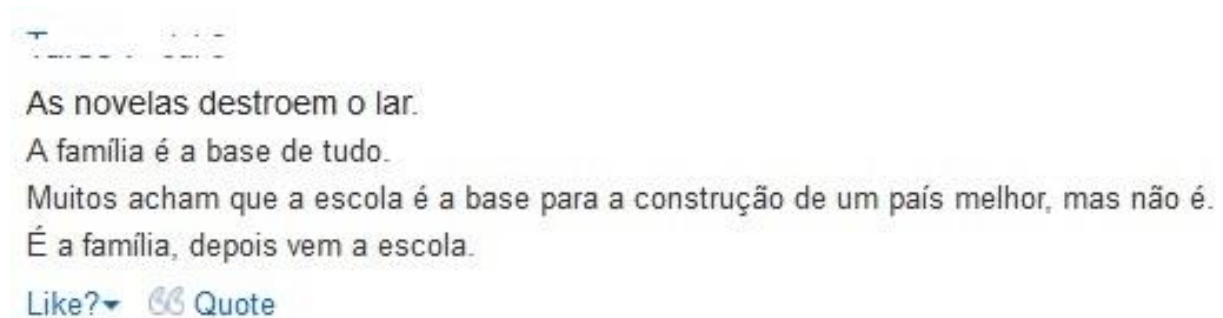 As novelas destroem o lar.
A família é a base de tudo.
Muitos acham que a escola é a base para a construção de um país melhor, mas não é.
É a família, depois vem a escola.
Like? Quote